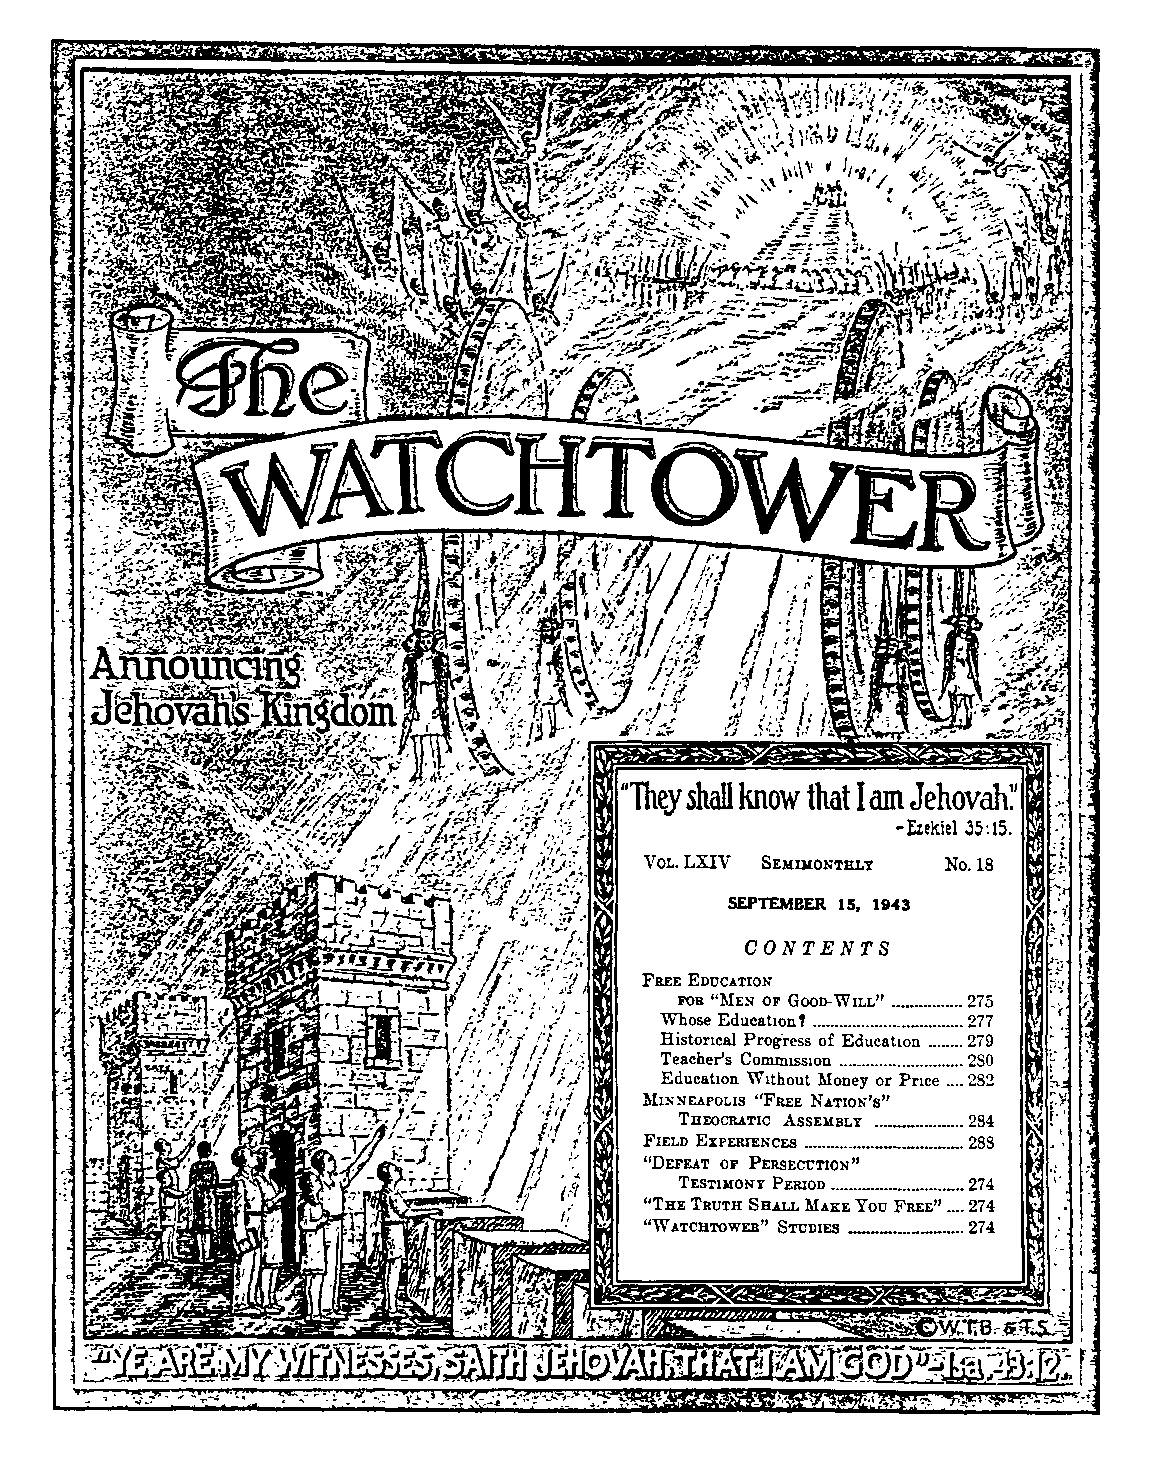 The
WATCHTOWER
Announcing
Jehovah's Kingdom
"They shall know that I am Jehovah."
-Ezekiel 35:15.
VOL. LXIV SEMIMONTHLY No. 18
SEPTEMBER 15, 1943
CONTENTS
FREE EDUCATION
FOR "MEN OF GOOD-WILL" ............... 275
Whose Education? ............................... 277
Historical Progress of Education ........ 279
Teacher's Commission ......................... 280
Education Without Money or Price .... 282
MINNEAPOLIS "FREE NATION'S"
THEOCRATIC ASSEMBLY .................. 284
FIELD EXPERIENCES ................................ 288
"DEFEAT OF PERSECUTION"
TESTIMONY PERIOD ........................... 274
"THE TRUTH SHALL MAKE YOU FREE" .... 274
"WATCHTOWER" STUDIES ....................... 274
©W.T.B.&T.S.
"YE ARE MY WITNESSES, SAITH JEHOVAH, THAT I AM GOD"-Isa. 43:12.